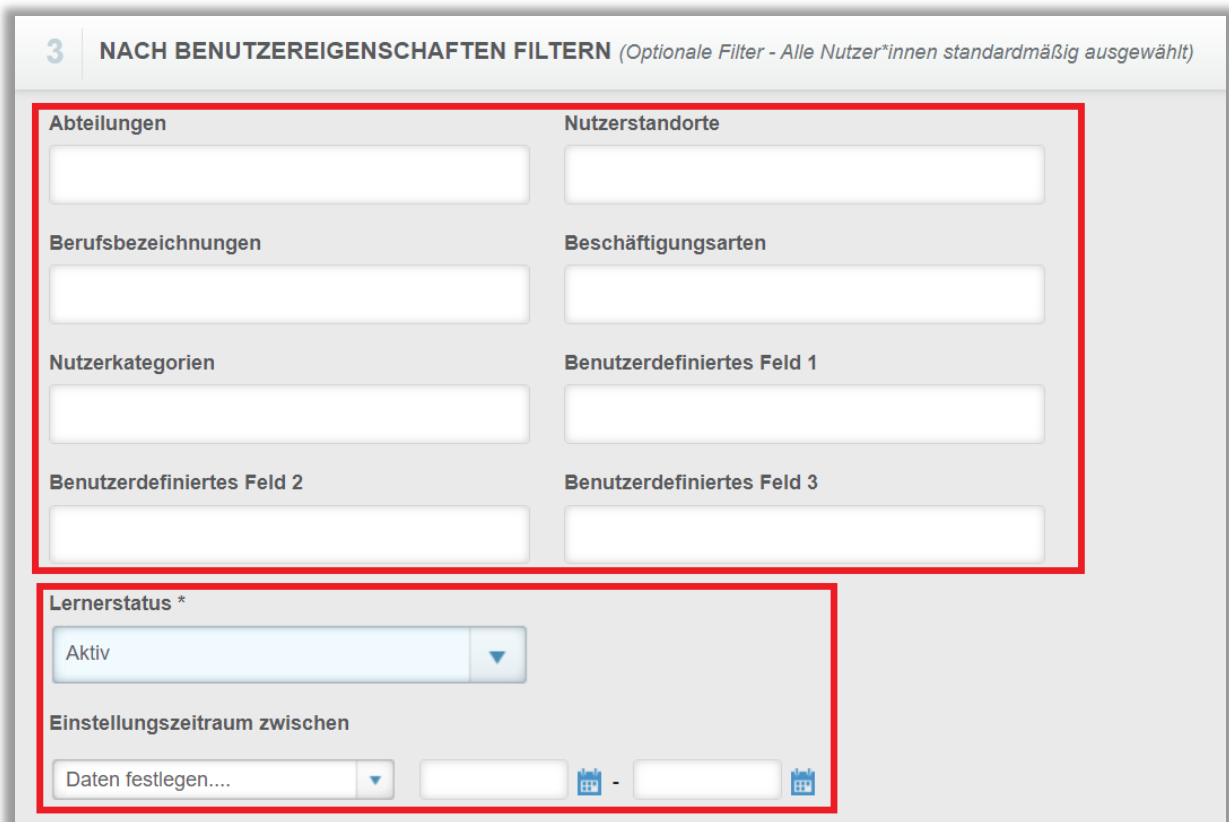 3 NACH BENUTZEREIGENSCHAFTEN FILTERN (Optionale Filter - Alle Nutzer*innen standardmäßig ausgewählt)
Abteilungen Nutzerstandorte
Berufsbezeichnungen Beschäftigungsarten
Nutzerkategorien Benutzerdefiniertes Feld 1
Benutzerdefiniertes Feld 2 Benutzerdefiniertes Feld 3
Lernerstatus *
Aktiv
Einstellungszeitraum zwischen
Daten festlegen.... -